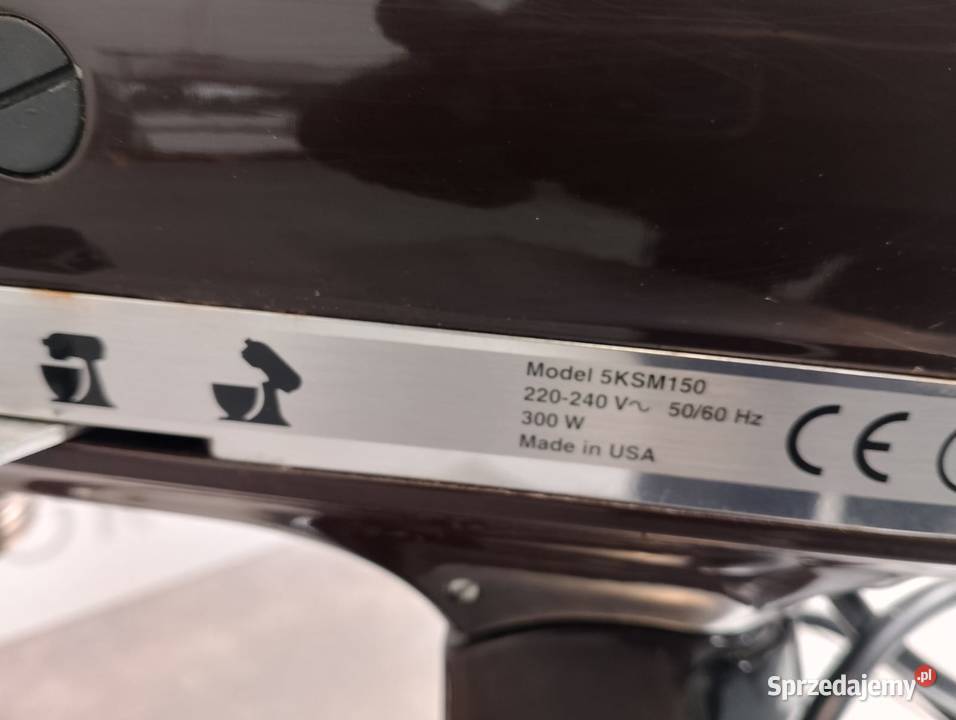 Model 5KSM150
220-240 V~ 50/60 Hz
300 W
Made in USA
CE
Sprzedajemy.pl